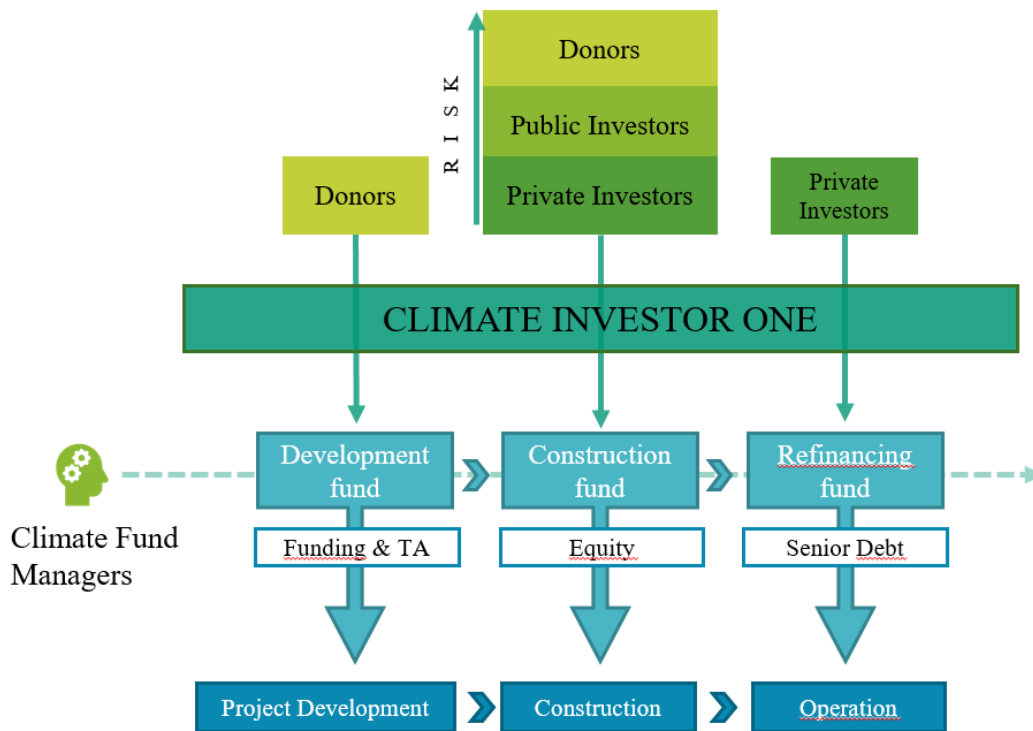 Donors
RISK
Public Investors
Donors
Private Investors
Private
Investors
CLIMATE INVESTOR ONE
Development
fund
Construction
fund
Refinancing
fund
Climate Fund
Managers
Funding & TA
Equity
Senior Debt
Project Development
Construction
Operation